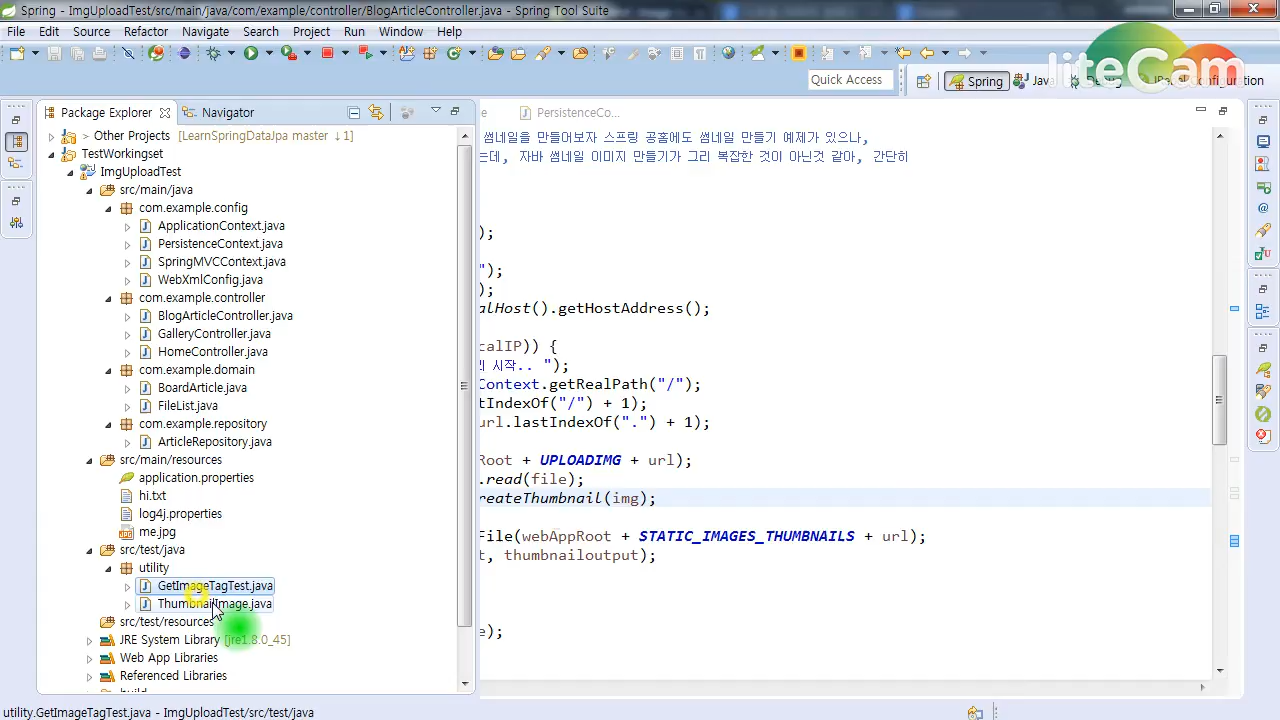 Spring - ImgUploadTest/src/main/java/com/example/controller/BlogArticleController.java - Spring Tool Suite
File Edit Source Refactor Navigate Search Project Run Window Help
liteCam
Quick Access
Spring
Package Explorer
Navigator
PersistenceCo...
> Other Projects [LearnSpringDataJpa master ↓1]
TestWorkingset
ImgUploadTest
src/main/java
com.example.config
ApplicationContext.java
PersistenceContext.java
SpringMVCContext.java
WebXmlConfig.java
com.example.controller
BlogArticleController.java
GalleryController.java
HomeController.java
com.example.domain
BoardArticle.java
FileList.java
com.example.repository
ArticleRepository.java
src/main/resources
application.properties
hi.txt
log4j.properties
me.jpg
src/test/java
utility
GetImageTagTest.java
ThumbnailImage.java
src/test/resources
JRE System Library [jre1.8.0_45]
Web App Libraries
Referenced Libraries
썸네일을 만들어보자 스프링 공홈에도 썸네일 만들기 예제가 있으나,
는데, 자바 썸네일 이미지 만들기가 그리 복잡한 것이 아닌것 같아, 간단히
);
");
);
alHost().getHostAddress();
calIP)) {
시작.. ");
Context.getRealPath("/");
tIndexOf("/") + 1);
url.lastIndexOf(".") + 1);
Root + UPLOADIMG + url);
.read(file);
reateThumbnail(img);
File(webAppRoot + STATIC_IMAGES_THUMBNAILS + url);
t, thumbnailoutput);
e);
utility.GetImageTagTest.java - ImgUploadTest/src/test/java